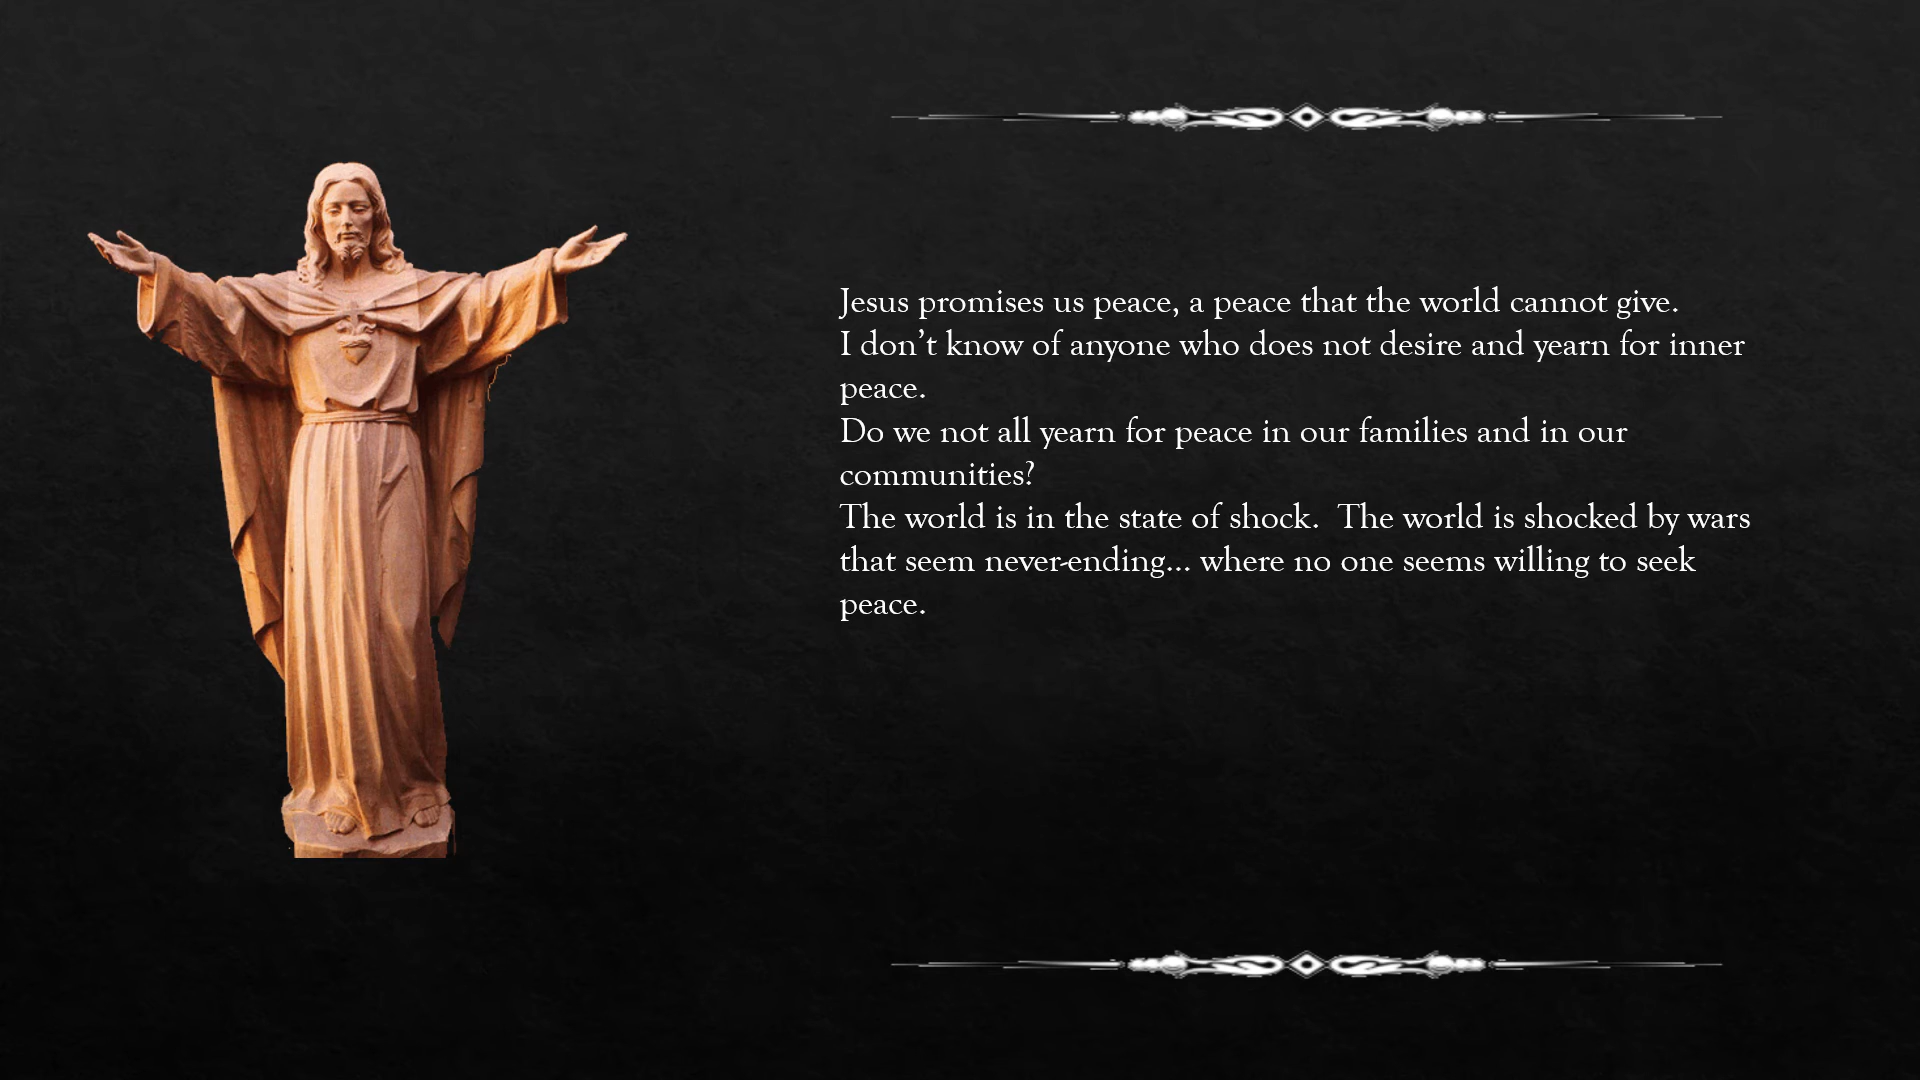 Jesus promises us peace, a peace that the world cannot give.
I don’t know of anyone who does not desire and yearn for inner
peace.
Do we not all yearn for peace in our families and in our
communities?
The world is in the state of shock.  The world is shocked by wars
that seem never-ending… where no one seems willing to seek
peace.